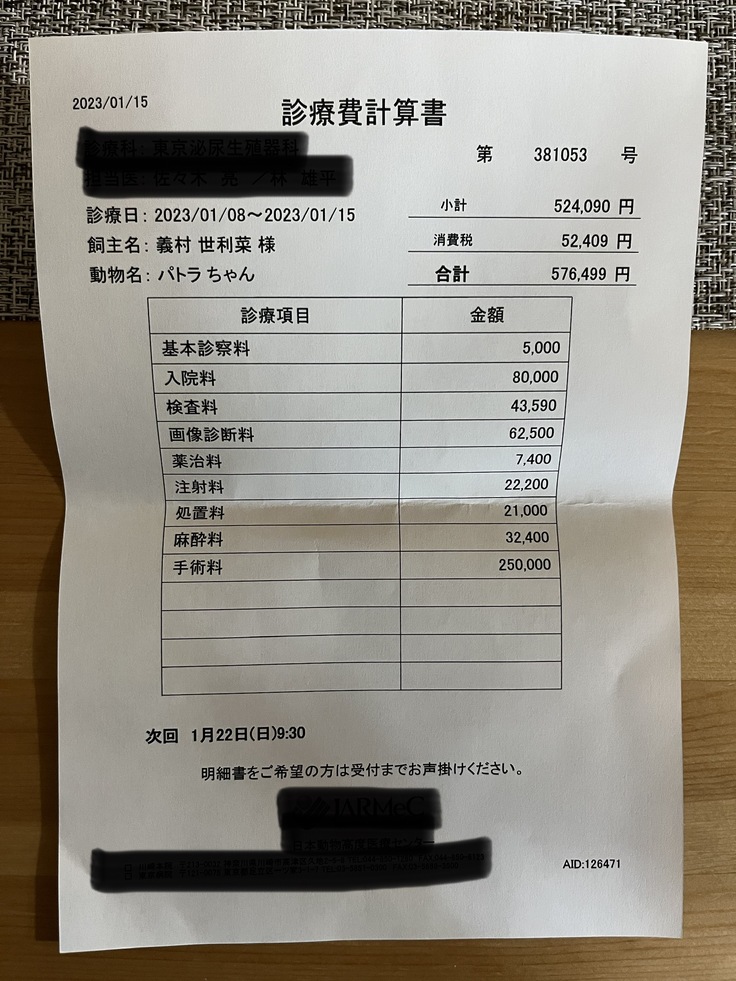 2023/01/15
診療費計算書
第 381053 号
小計 524,090 円
診療日: 2023/01/08～2023/01/15
消費税 52,409 円
飼主名: 義村 世利菜 様
合計 576,499 円
動物名: パトラ ちゃん
診療項目 金額
基本診察料 5,000
入院料 80,000
検査料 43,590
画像診断料 62,500
薬治料 7,400
注射料 22,200
処置料 21,000
麻酔料 32,400
手術料 250,000
次回 1月22日(日)9:30
明細書をご希望の方は受付までお声掛けください。
AID:126471